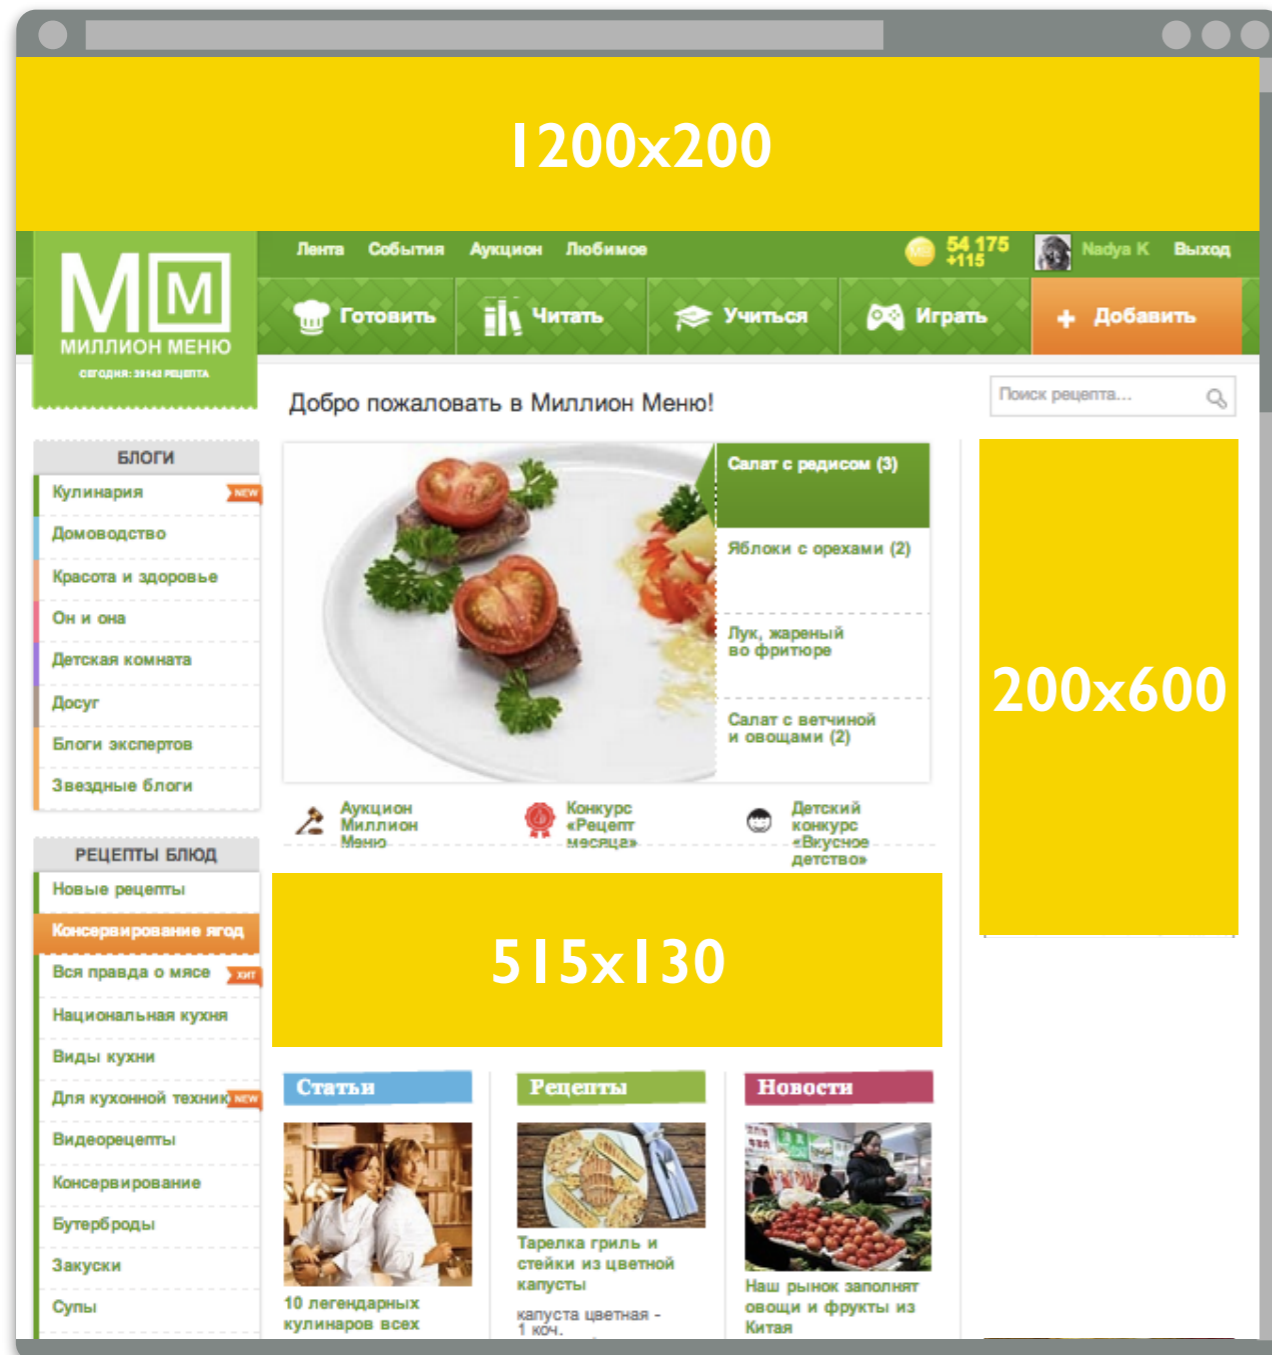 1200x200
Лента События Аукцион Любимое
54 175
+115
Nadya K Выход
Мм
МИЛЛИОН МЕНЮ
СЕГОДНЯ: 39142 РЕЦЕПТА
Готовить Читать Учиться Играть + Добавить
Добро пожаловать в Миллион Меню!
Поиск рецепта...
БЛОГИ
Кулинария NEW
Домоводство
Красота и здоровье
Он и она
Детская комната
Досуг
Блоги экспертов
Звездные блоги
Салат с редисом (3)
Яблоки с орехами (2)
Лук, жареный
во фритюре
Салат с ветчиной
и овощами (2)
200x600
Аукцион
Миллион
Меню
Конкурс
«Рецепт
месяца»
Детский
конкурс
«Вкусное
детство»
РЕЦЕПТЫ БЛЮД
Новые рецепты
Консервирование ягод
Вся правда о мясе ХИТ
Национальная кухня
Виды кухни
Для кухонной техник NEW
Видеорецепты
Консервирование
Бутерброды
Закуски
Супы
515x130
Статьи
10 легендарных
кулинаров всех
Рецепты
Тарелка гриль и
стейки из цветной
капусты
капуста цветная -
1 коч.
Новости
Наш рынок заполнят
овощи и фрукты из
Китая